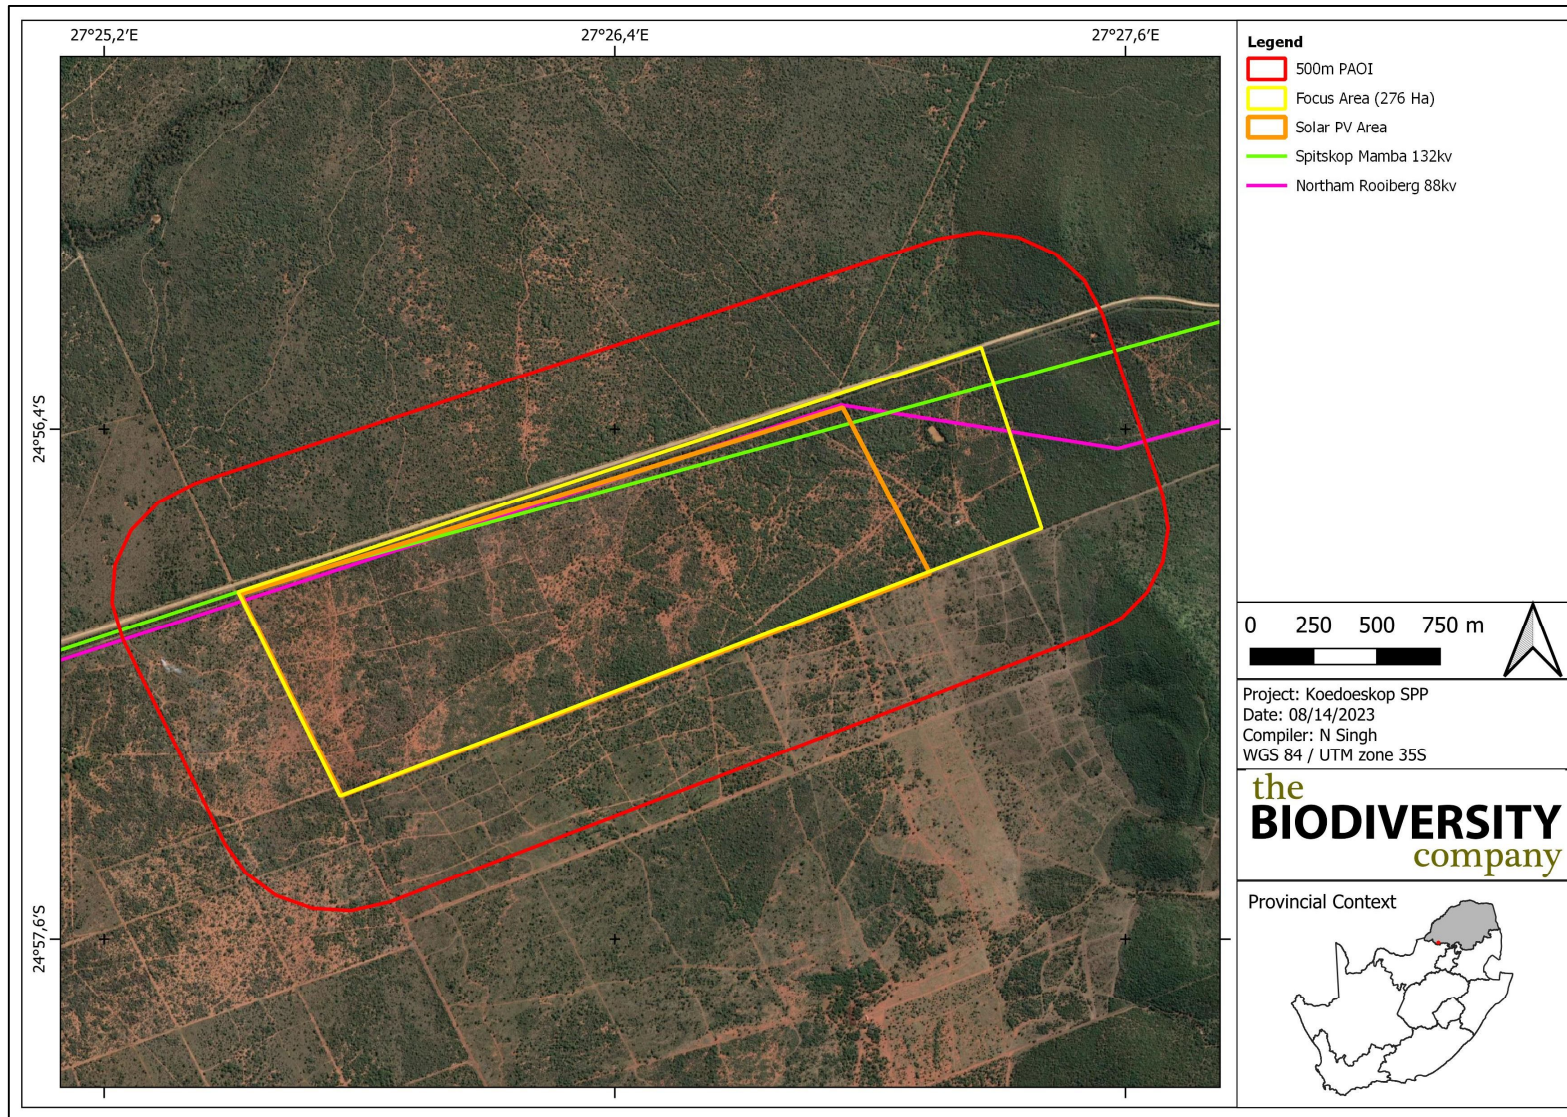 27°25,2'E
27°26,4'E
27°27,6'E
24°56,4'S
24°57,6'S
Legend
500m PAOI
Focus Area (276 Ha)
Solar PV Area
Spitskop Mamba 132kv
Northam Rooiberg 88kv
0 250 500 750 m
Project: Koedoeskop SPP
Date: 08/14/2023
Compiler: N Singh
WGS 84 / UTM zone 35S
the
BIODIVERSITY
company
Provincial Context